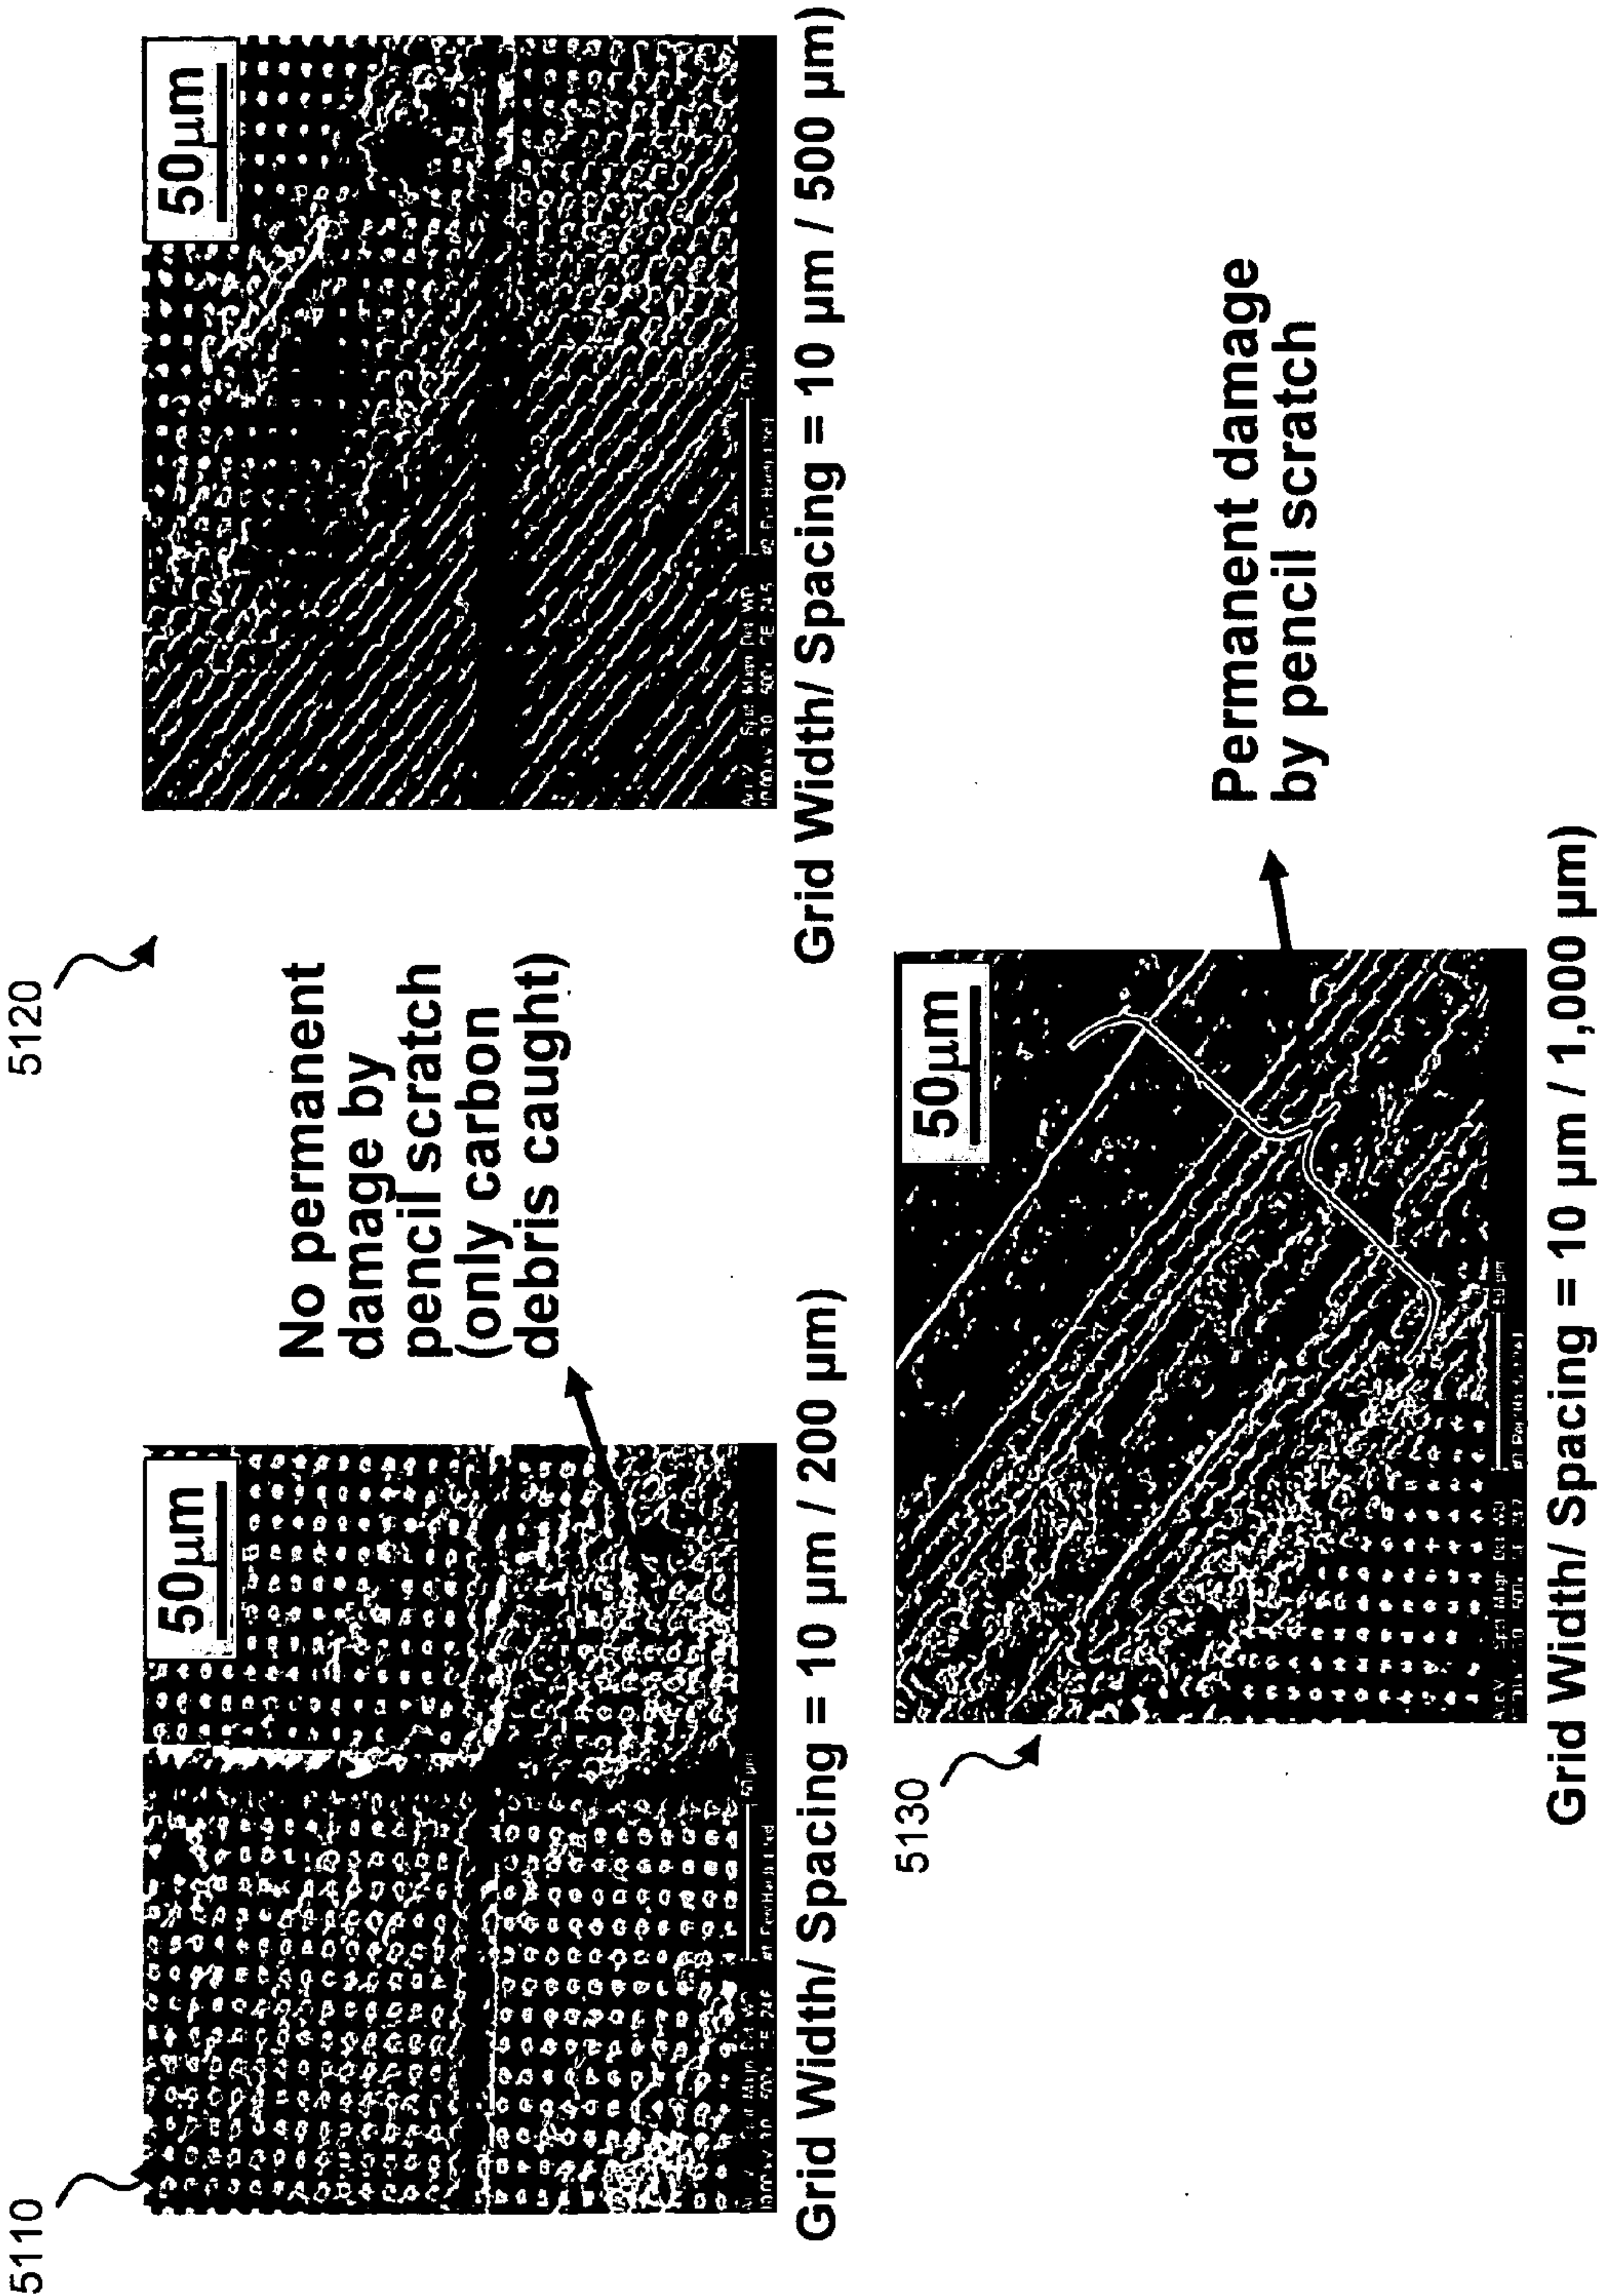 5110
50µm
No permanent
damage by
pencil scratch
(only carbon
debris caught)
Grid Width/ Spacing = 10 µm / 200 µm)
5120
50µm
Grid Width/ Spacing = 10 µm / 500 µm)
5130
50µm
Permanent damage
by pencil scratch
Grid Width/ Spacing = 10 µm / 1,000 µm)